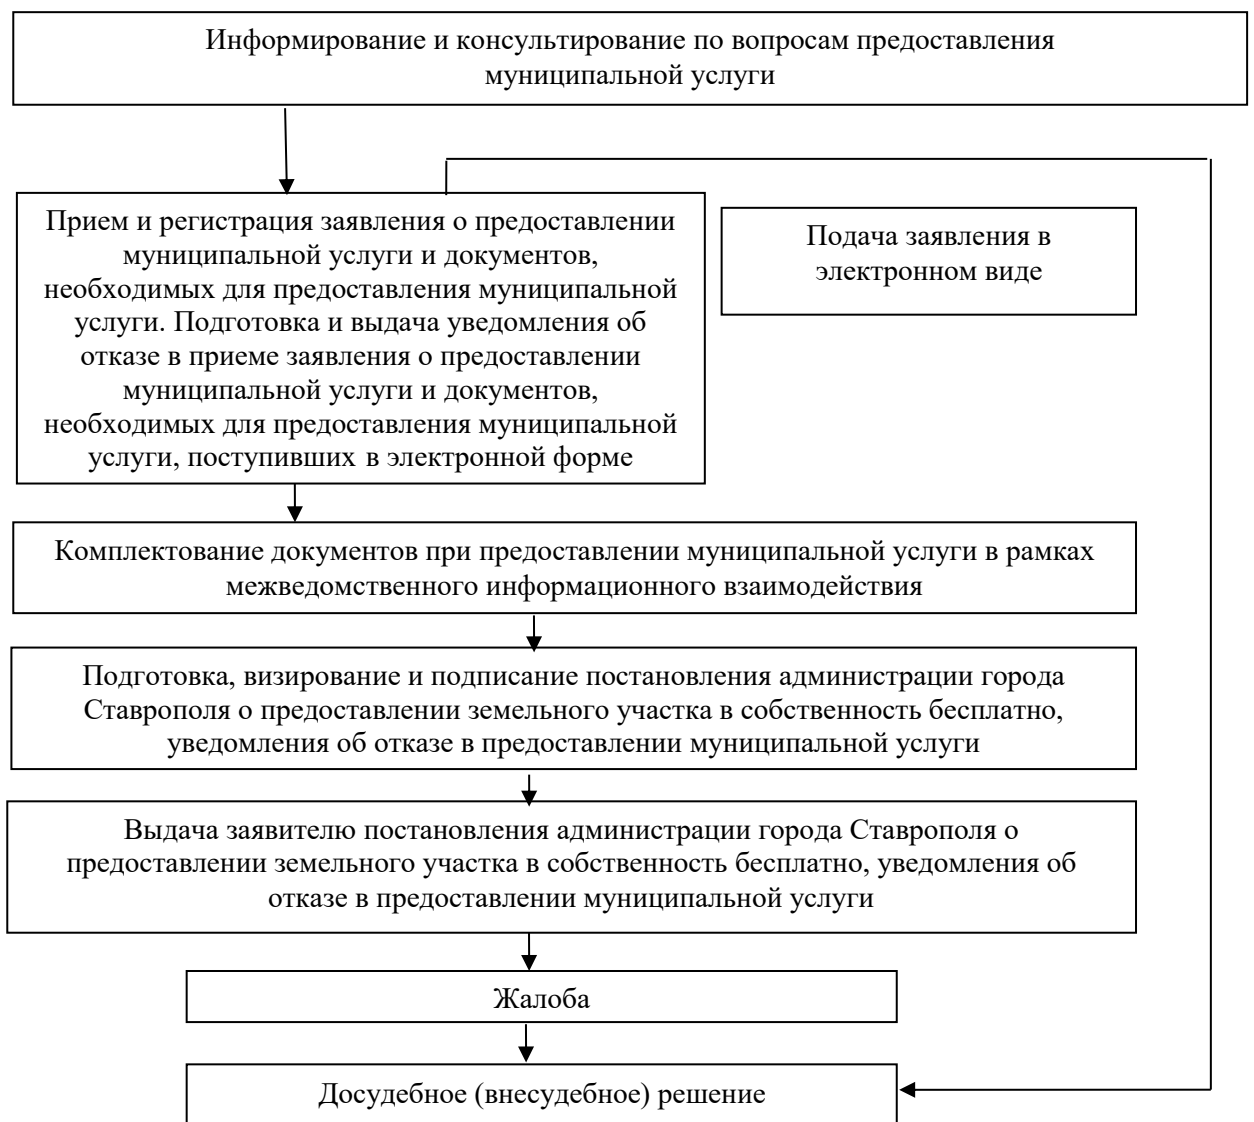 Информирование и консультирование по вопросам предоставления
муниципальной услуги
Прием и регистрация заявления о предоставлении
муниципальной услуги и документов,
необходимых для предоставления муниципальной
услуги. Подготовка и выдача уведомления об
отказе в приеме заявления о предоставлении
муниципальной услуги и документов,
необходимых для предоставления муниципальной
услуги, поступивших в электронной форме
Подача заявления в
электронном виде
Комплектование документов при предоставлении муниципальной услуги в рамках
межведомственного информационного взаимодействия
Подготовка, визирование и подписание постановления администрации города
Ставрополя о предоставлении земельного участка в собственность бесплатно,
уведомления об отказе в предоставлении муниципальной услуги
Выдача заявителю постановления администрации города Ставрополя о
предоставлении земельного участка в собственность бесплатно, уведомления об
отказе в предоставлении муниципальной услуги
Жалоба
Досудебное (внесудебное) решение